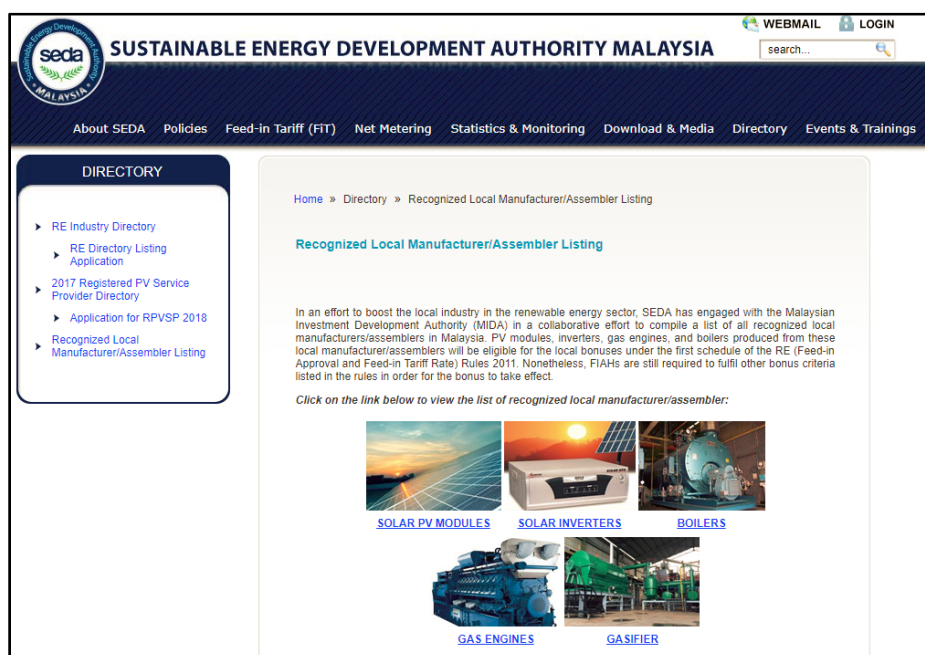 WEBMAIL LOGIN
Sustainable Energy Development Authority
seda
MALAYSIA
SUSTAINABLE ENERGY DEVELOPMENT AUTHORITY MALAYSIA
search...
About SEDA Policies Feed-in Tariff (FiT) Net Metering Statistics & Monitoring Download & Media Directory Events & Trainings
DIRECTORY
RE Industry Directory
RE Directory Listing
Application
2017 Registered PV Service
Provider Directory
Application for RPVSP 2018
Recognized Local
Manufacturer/Assembler Listing
Home » Directory » Recognized Local Manufacturer/Assembler Listing
Recognized Local Manufacturer/Assembler Listing
In an effort to boost the local industry in the renewable energy sector, SEDA has engaged with the Malaysian
Investment Development Authority (MIDA) in a collaborative effort to compile a list of all recognized local
manufacturers/assemblers in Malaysia. PV modules, inverters, gas engines, and boilers produced from these
local manufacturer/assemblers will be eligible for the local bonuses under the first schedule of the RE (Feed-in
Approval and Feed-in Tariff Rate) Rules 2011. Nonetheless, FIAHs are still required to fulfil other bonus criteria
listed in the rules in order for the bonus to take effect.
Click on the link below to view the list of recognized local manufacturer/assembler:
SOLAR PV MODULES SOLAR INVERTERS BOILERS
GAS ENGINES GASIFIER